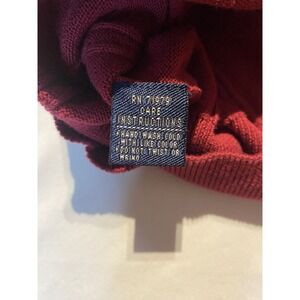 RN 71979
CARE
INSTRUCTIONS
*HAND WASH COLD
WITH LIKE COLOR
*DO NOT TWIST OR
WRING